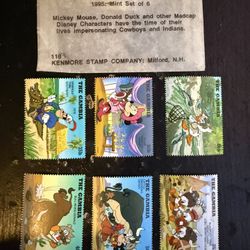 1995: Mint Set of 6
Mickey Mouse, Donald Duck and other Madcap
Disney Characters have the time of their
lives impersonating Cowboys and Indians.
118
KENMORE STAMP COMPANY: Milford, N.H.
THE GAMBIA
THE GAMBIA
THE GAMBIA
THE GAMBIA
THE GAMBIA
THE GAMBIA